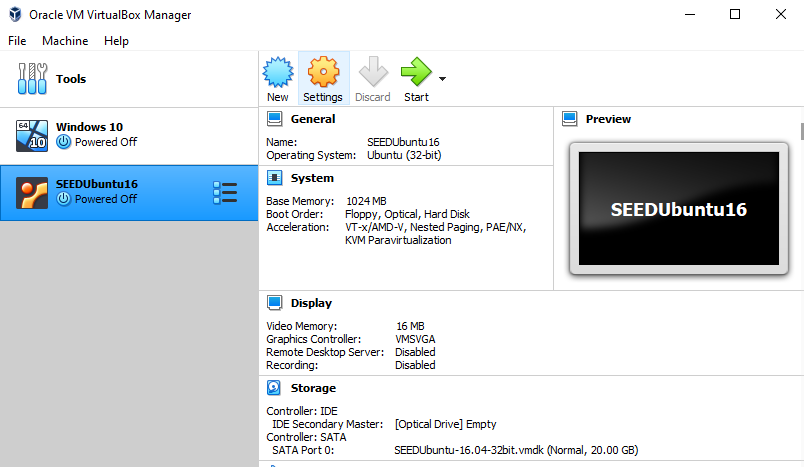 Oracle VM VirtualBox Manager
File Machine Help
Tools
New Settings Discard Start
64
10
Windows 10
Powered Off
SEEDUbuntu16
Powered Off
General
Name: SEEDUbuntu16
Operating System: Ubuntu (32-bit)
System
Base Memory: 1024 MB
Boot Order: Floppy, Optical, Hard Disk
Acceleration: VT-x/AMD-V, Nested Paging, PAE/NX,
KVM Paravirtualization
Preview
SEEDUbuntu16
Display
Video Memory: 16 MB
Graphics Controller: VMSVGA
Remote Desktop Server: Disabled
Recording: Disabled
Storage
Controller: IDE
IDE Secondary Master: [Optical Drive] Empty
Controller: SATA
SATA Port 0: SEEDUbuntu-16.04-32bit.vmdk (Normal, 20.00 GB)